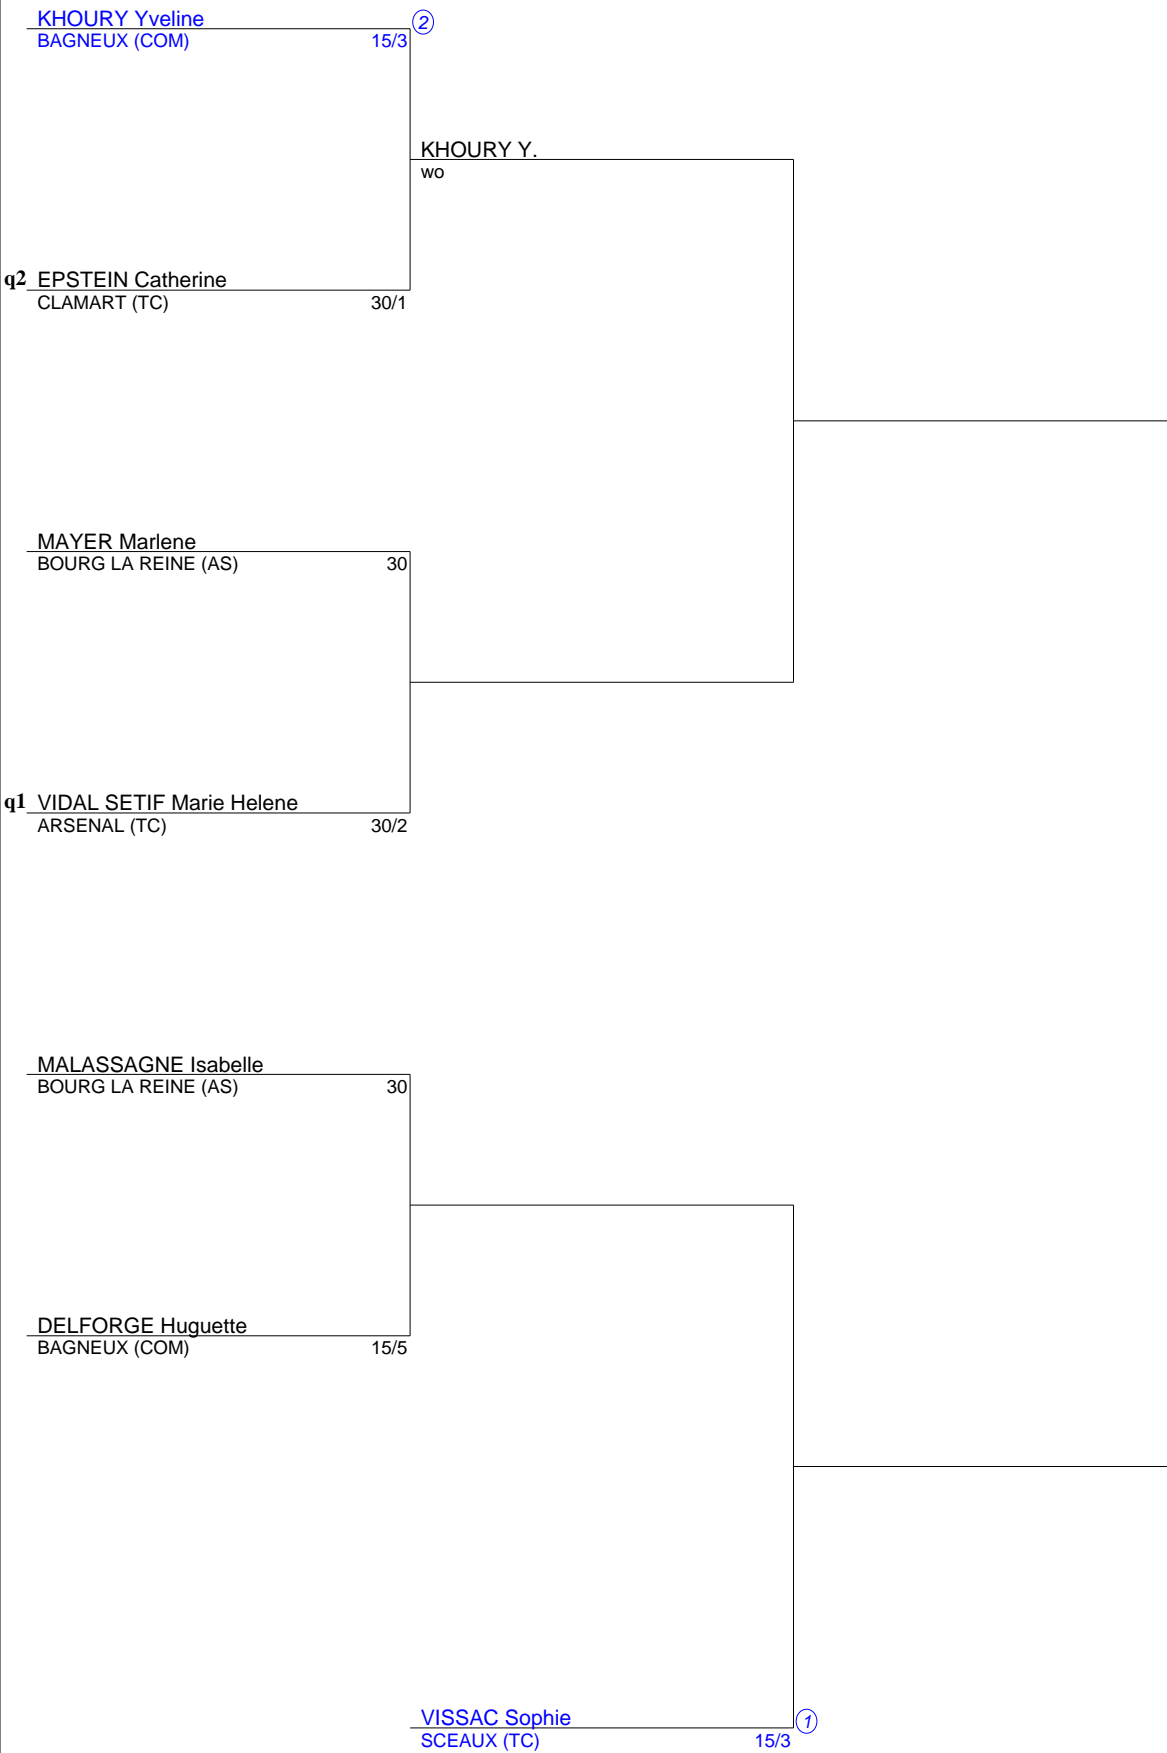 KHOURY Yveline
2
BAGNEUX (COM) 15/3
KHOURY Y.
wo
q2 EPSTEIN Catherine
CLAMART (TC) 30/1
MAYER Marlene
BOURG LA REINE (AS) 30
q1 VIDAL SETIF Marie Helene
ARSENAL (TC) 30/2
MALASSAGNE Isabelle
BOURG LA REINE (AS) 30
DELFORGE Huguette
BAGNEUX (COM) 15/5
VISSAC Sophie
1
SCEAUX (TC) 15/3